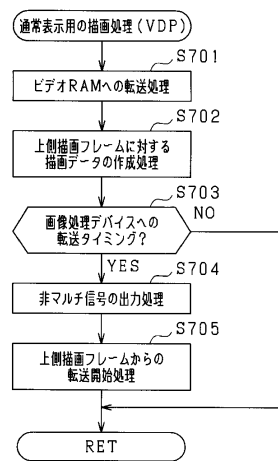 通常表示用の描画処理(VDP)
S701
ビデオRAMへの転送処理
S702
上側描画フレームに対する
描画データの作成処理
S703
画像処理デバイスへの
転送タイミング?
NO
YES
S704
非マルチ信号の出力処理
S705
上側描画フレームからの
転送開始処理
RET